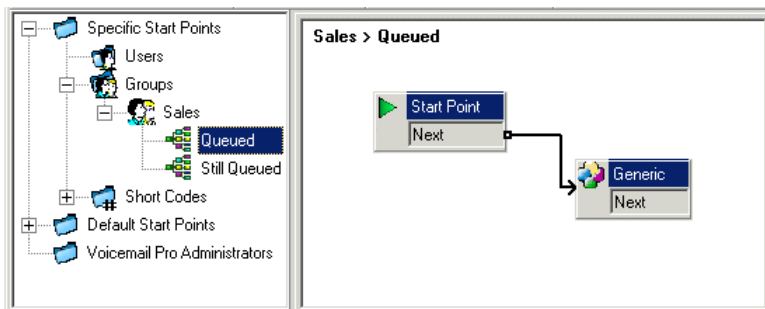 Specific Start Points
Users
Groups
Sales
Queued
Still Queued
Short Codes
Default Start Points
Voicemail Pro Administrators
Sales > Queued
Start Point
Next
Generic
Next